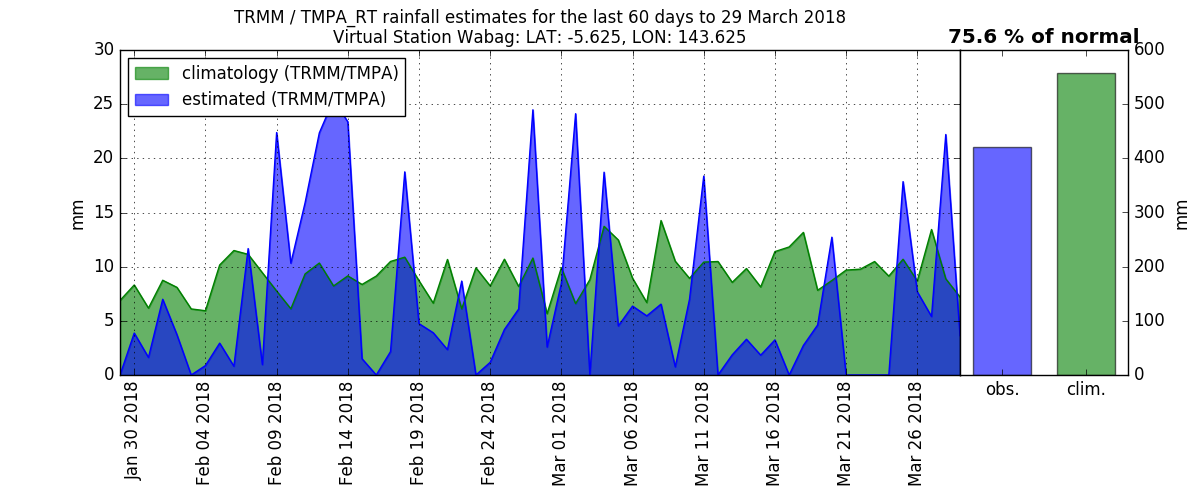 TRMM / TMPA_RT rainfall estimates for the last 60 days to 29 March 2018
Virtual Station Wabag: LAT: -5.625, LON: 143.625
75.6 % of normal
climatology (TRMM/TMPA)
estimated (TRMM/TMPA)
30
25
20
15
10
5
0
mm
Jan 30 2018
Feb 04 2018
Feb 09 2018
Feb 14 2018
Feb 19 2018
Feb 24 2018
Mar 01 2018
Mar 06 2018
Mar 11 2018
Mar 16 2018
Mar 21 2018
Mar 26 2018
600
500
400
300
200
100
0
mm
obs.
clim.